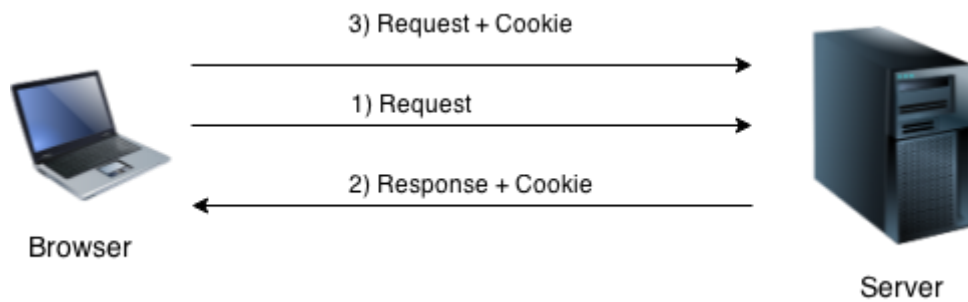 3) Request + Cookie
1) Request
2) Response + Cookie
Browser
Server